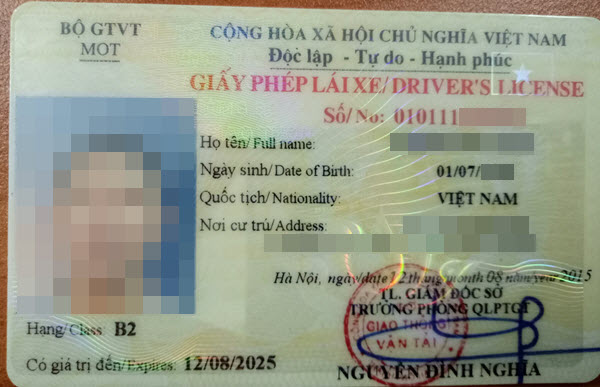 BỘ GTVT
MOT
CỘNG HÒA XÃ HỘI CHỦ NGHĨA VIỆT NAM
Độc lập - Tự do - Hạnh phúc
GIẤY PHÉP LÁI XE/DRIVER'S LICENSE
Số/No: 010111
Họ tên/Full name:
Ngày sinh/Date of Birth: 01/07/
Quốc tịch/Nationality: VIỆT NAM
Nơi cư trú/Address:
Hà Nội, ngày/date 12 tháng/month 08 năm/year 2015
TL. GIÁM ĐỐC SỞ
TRƯỞNG PHÒNG QLPTGT
GIAO THÔNG
VẬN TẢI
Hạng/Class B2
Có giá trị đến/Expires: 12/08/2025
NGUYỄN ĐÌNH NGHĨA